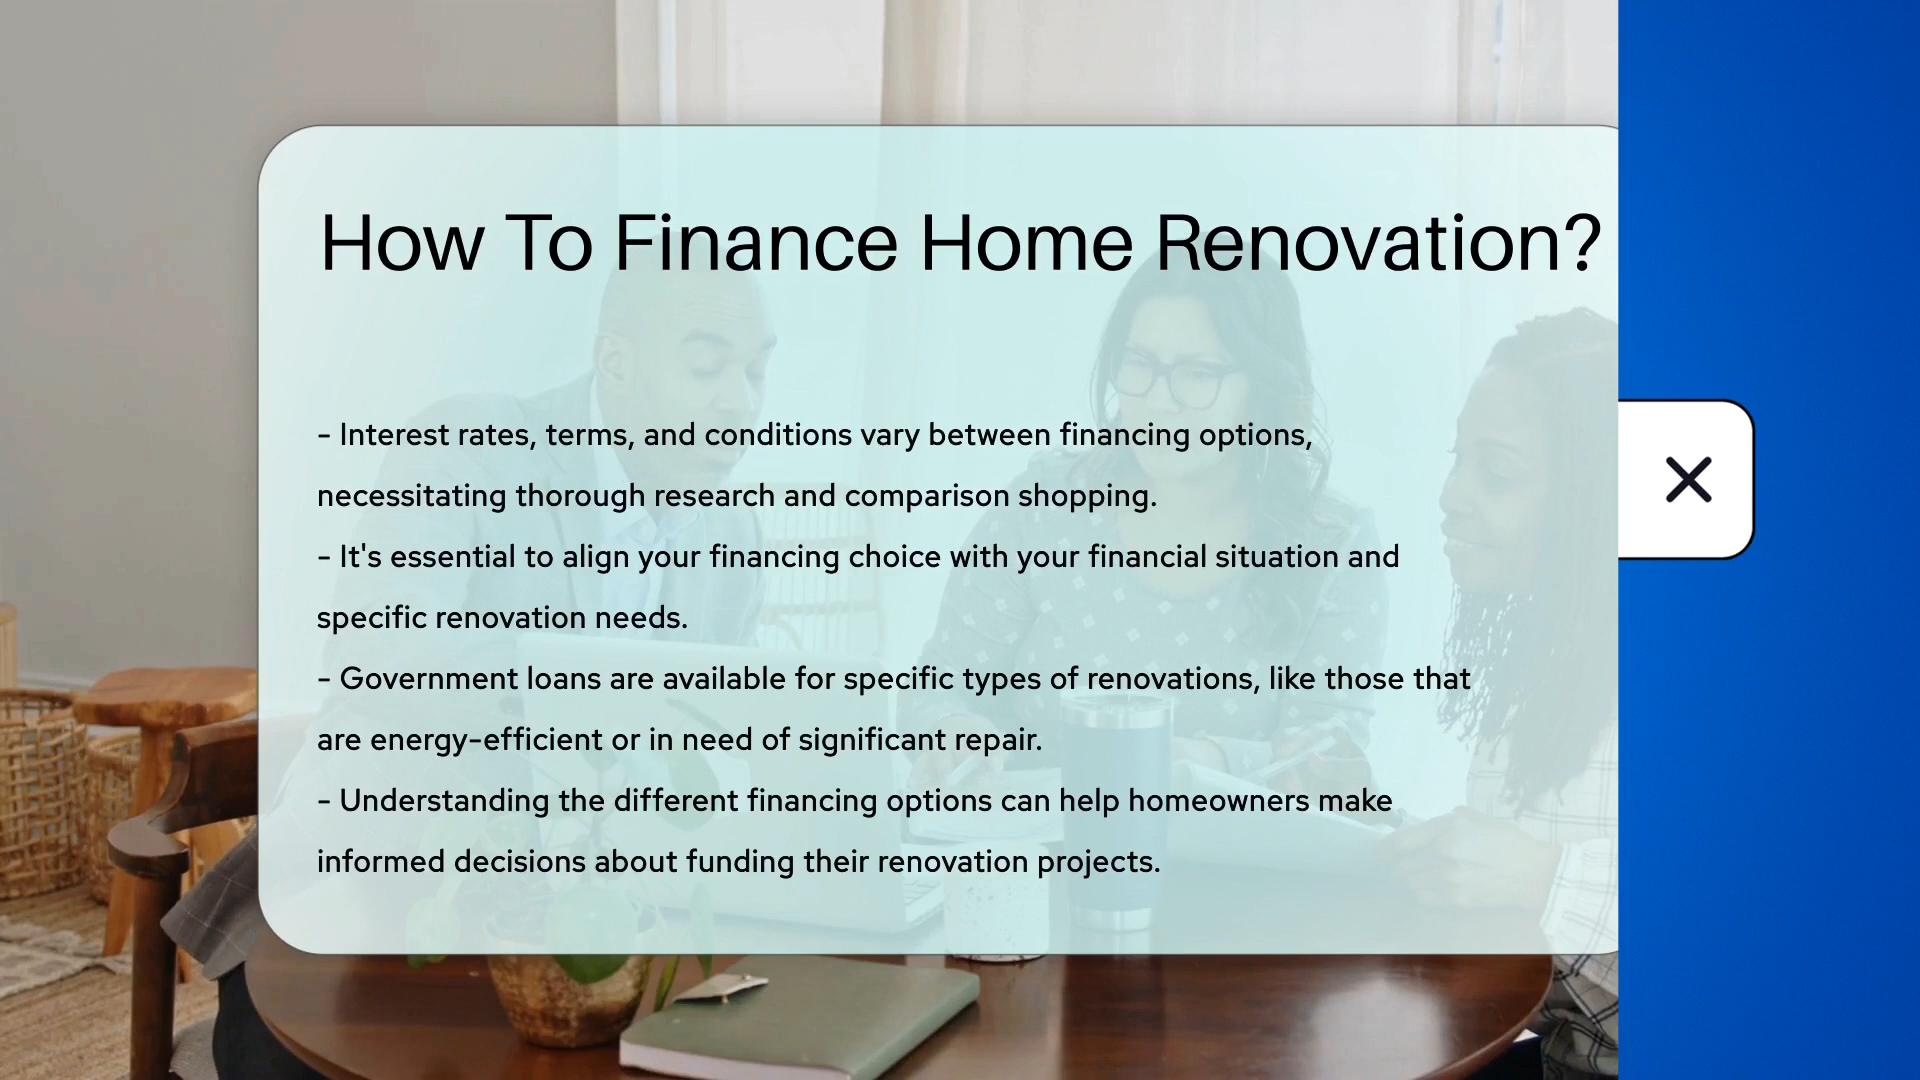 How To Finance Home Renovation?
- Interest rates, terms, and conditions vary between financing options,
necessitating thorough research and comparison shopping.
- It's essential to align your financing choice with your financial situation and
specific renovation needs.
- Government loans are available for specific types of renovations, like those that
are energy-efficient or in need of significant repair.
- Understanding the different financing options can help homeowners make
informed decisions about funding their renovation projects.